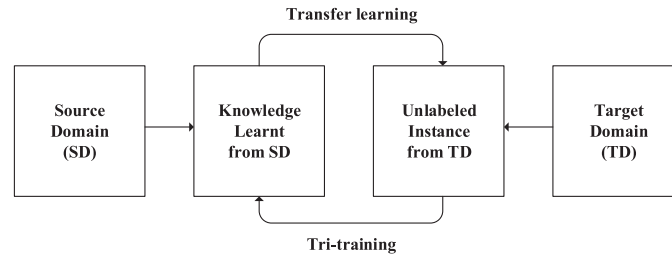 Transfer learning
Source
Domain
(SD)
Knowledge
Learnt
from SD
Unlabeled
Instance
from TD
Target
Domain
(TD)
Tri-training